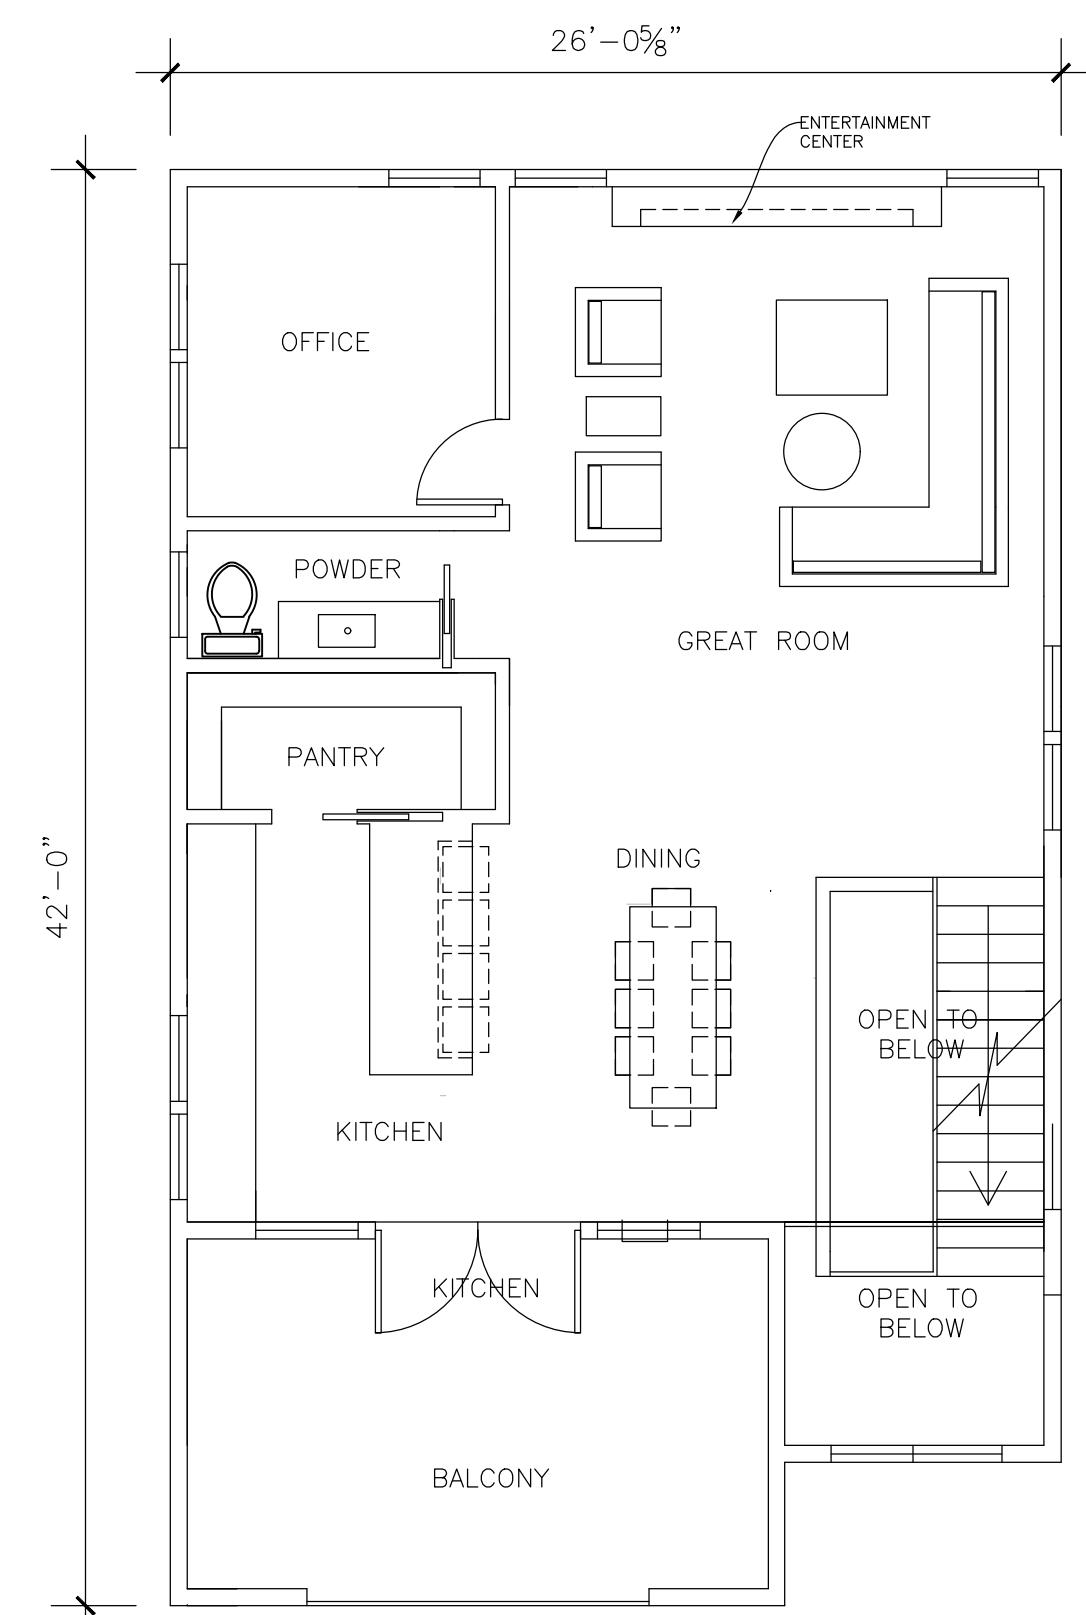 26'-0⅝"
ENTERTAINMENT
CENTER
OFFICE
POWDER
GREAT ROOM
PANTRY
42'-0"
DINING
OPEN TO
BELOW
KITCHEN
KITCHEN
OPEN TO
BELOW
BALCONY